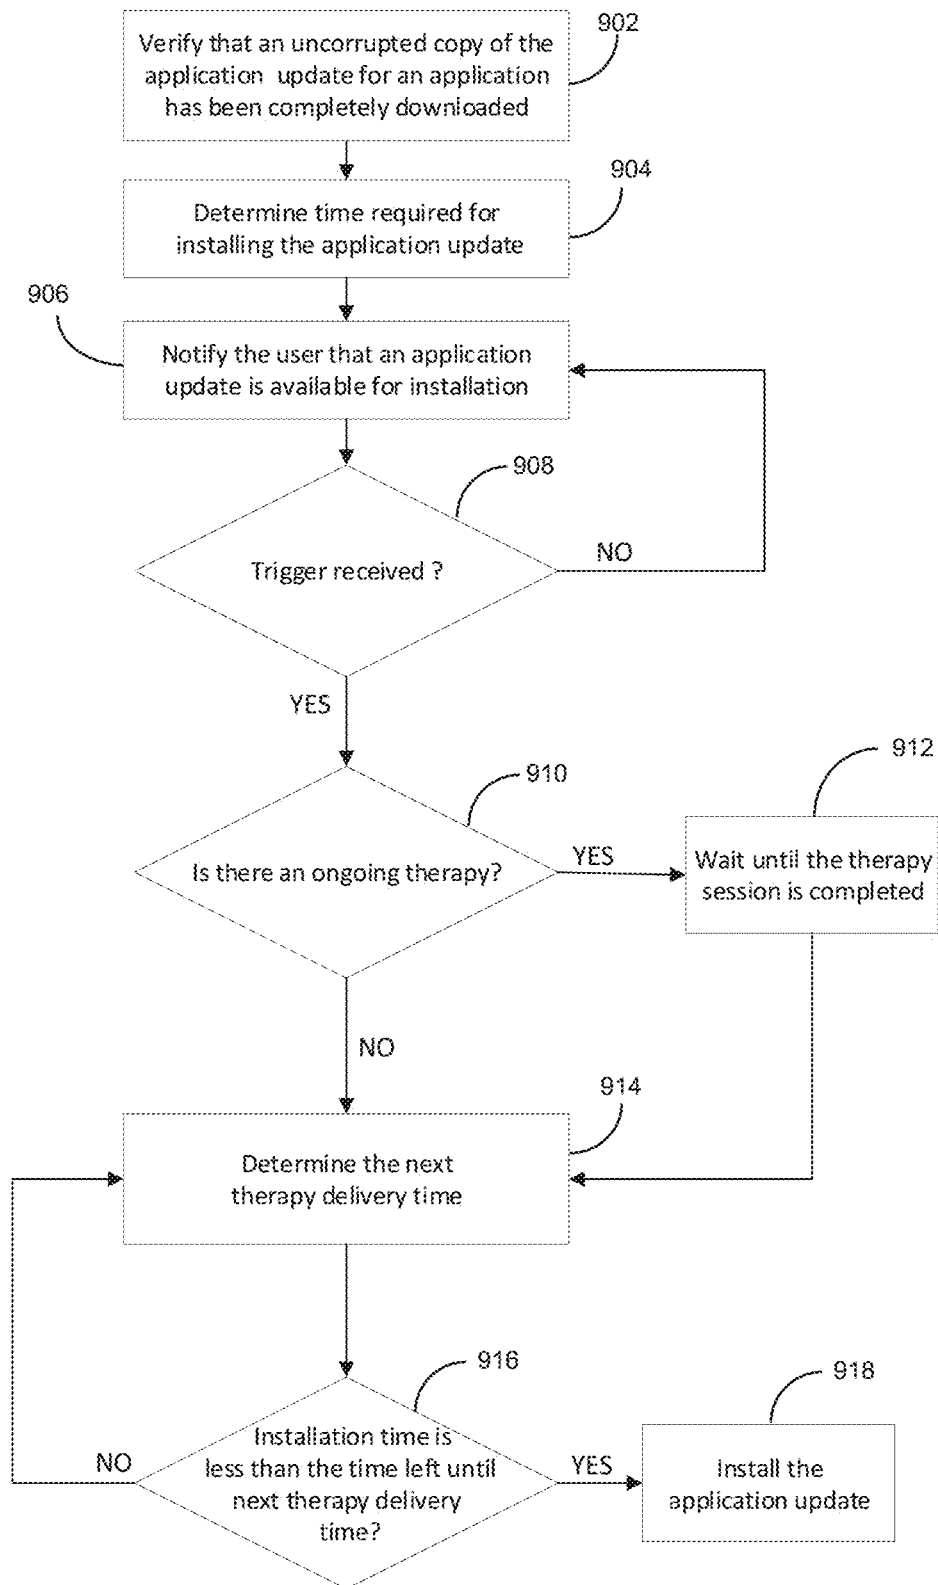 Verify that an uncorrupted copy of the
application update for an application
has been completely downloaded
902
Determine time required for
installing the application update
904
906
Notify the user that an application
update is available for installation
908
Trigger received ?
NO
YES
910
Is there an ongoing therapy?
YES
912
Wait until the therapy
session is completed
NO
914
Determine the next
therapy delivery time
916
Installation time is
less than the time left until
next therapy delivery
time?
NO
YES
918
Install the
application update